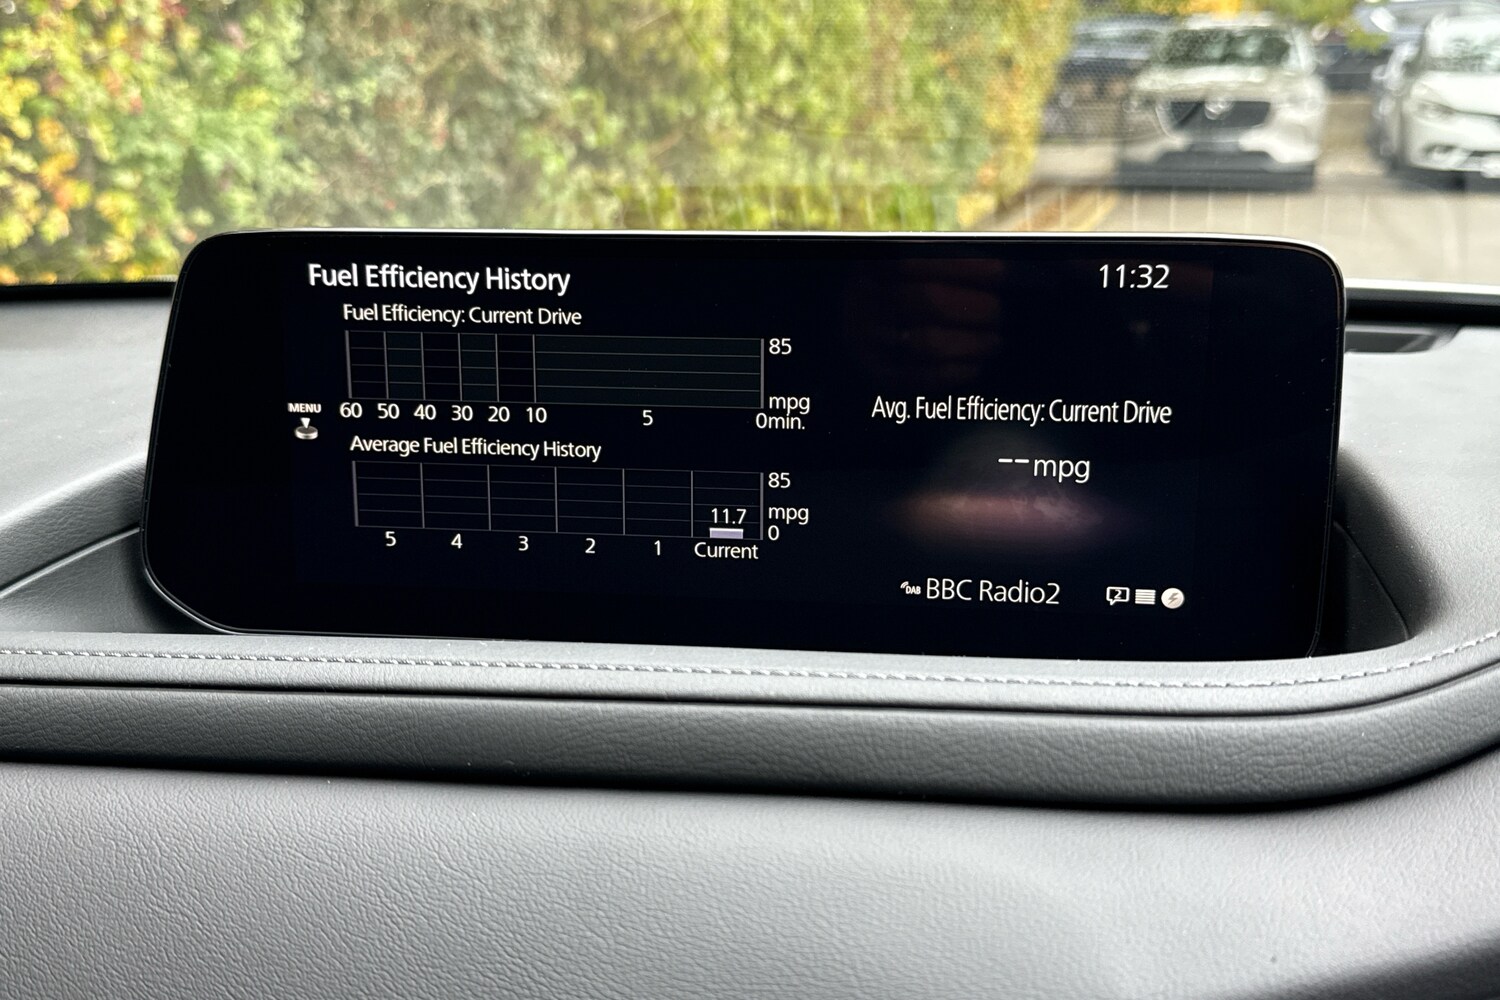 Fuel Efficiency History
11:32
Fuel Efficiency: Current Drive
85
mpg
60 50 40 30 20 10 5 0min.
MENU
Avg. Fuel Efficiency: Current Drive
--mpg
Average Fuel Efficiency History
85
11.7
mpg
0
5 4 3 2 1 Current
DAB BBC Radio2
2